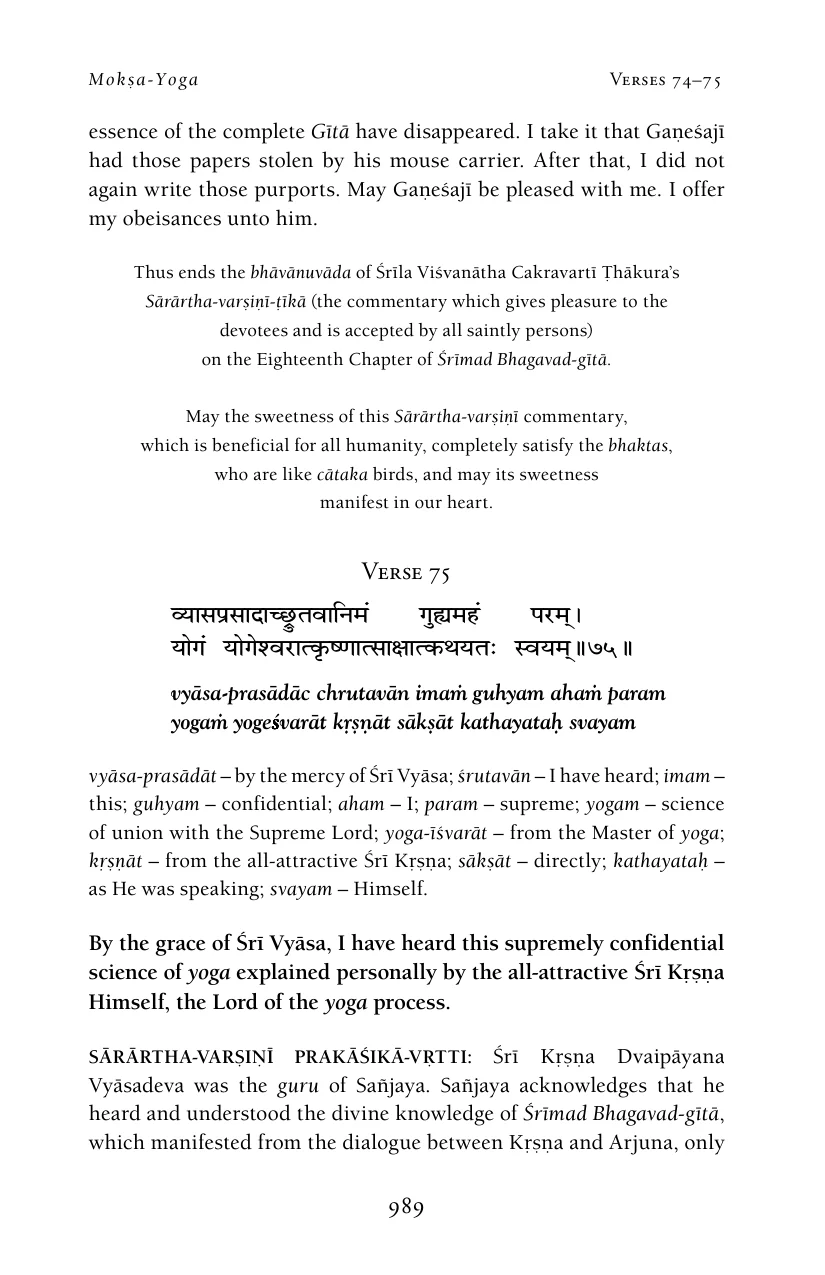 Mokṣa-Yoga Verses 74–75
essence of the complete Gītā have disappeared. I take it that Gaṇeśajī
had those papers stolen by his mouse carrier. After that, I did not
again write those purports. May Gaṇeśajī be pleased with me. I offer
my obeisances unto him.
Thus ends the bhāvānuvāda of Śrīla Viśvanātha Cakravartī Ṭhākura’s
Sārārtha-varṣiṇī-ṭīkā (the commentary which gives pleasure to the
devotees and is accepted by all saintly persons)
on the Eighteenth Chapter of Śrīmad Bhagavad-gītā.
May the sweetness of this Sārārtha-varṣiṇī commentary,
which is beneficial for all humanity, completely satisfy the bhaktas,
who are like cātaka birds, and may its sweetness
manifest in our heart.
Verse 75
व्यासप्रसादाच्छ्रुतवानिमं गुह्यमहं परम्।
योगं योगेश्वरात्कृष्णात्साक्षात्कथयतः स्वयम्॥७५॥
vyāsa-prasādāc chrutavān imaṁ guhyam ahaṁ param
yogaṁ yogeśvarāt kṛṣṇāt sākṣāt kathayataḥ svayam
vyāsa-prasādāt – by the mercy of Śrī Vyāsa; śrutavān – I have heard; imam –
this; guhyam – confidential; aham – I; param – supreme; yogam – science
of union with the Supreme Lord; yoga-īśvarāt – from the Master of yoga;
kṛṣṇāt – from the all-attractive Śrī Kṛṣṇa; sākṣāt – directly; kathayataḥ –
as He was speaking; svayam – Himself.
By the grace of Śrī Vyāsa, I have heard this supremely confidential
science of yoga explained personally by the all-attractive Śrī Kṛṣṇa
Himself, the Lord of the yoga process.
SĀRĀRTHA-VARṢIṆĪ PRAKĀŚIKĀ-VṚTTI: Śrī Kṛṣṇa Dvaipāyana
Vyāsadeva was the guru of Sañjaya. Sañjaya acknowledges that he
heard and understood the divine knowledge of Śrīmad Bhagavad-gītā,
which manifested from the dialogue between Kṛṣṇa and Arjuna, only
989